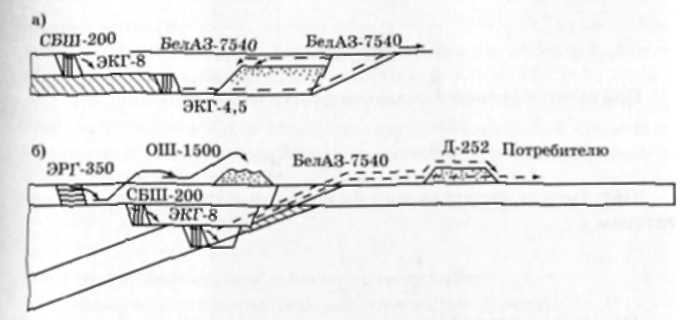 а)
СБШ-200
БелАЗ-7540
БелАЗ-7540
ЭКГ-8
ЭКГ-4,5
б)
ОШ-1500
БелАЗ-7540
Д-252
Потребителю
ЭРГ-350
СБШ-200
ЭКГ-8